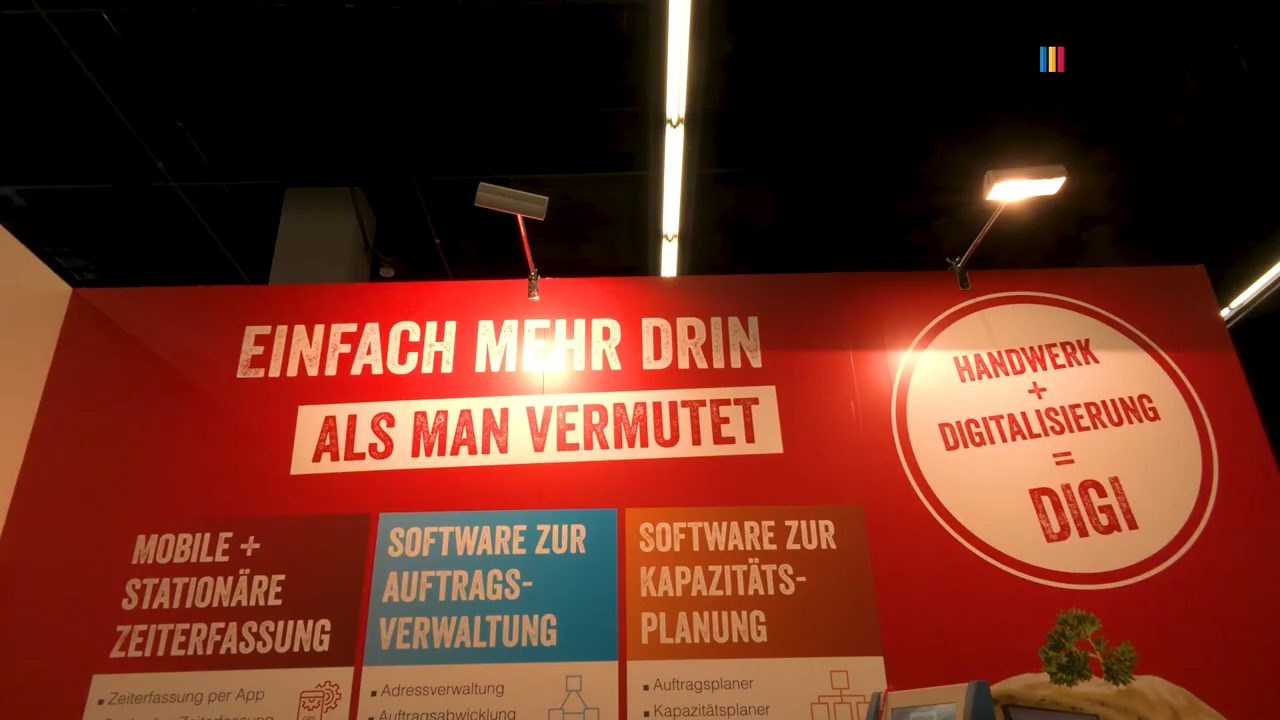 EINFACH MEHR DRIN
ALS MAN VERMUTET
HANDWERK
+
DIGITALISIERUNG
=
DIGI
MOBILE +
STATIONÄRE
ZEITERFASSUNG
Zeiterfassung per App
Zeiterfassung
SOFTWARE ZUR
AUFTRAGS-
VERWALTUNG
Adressverwaltung
Auftragsabwicklung
SOFTWARE ZUR
KAPAZITÄTS-
PLANUNG
Auftragsplaner
Kapazitätsplaner